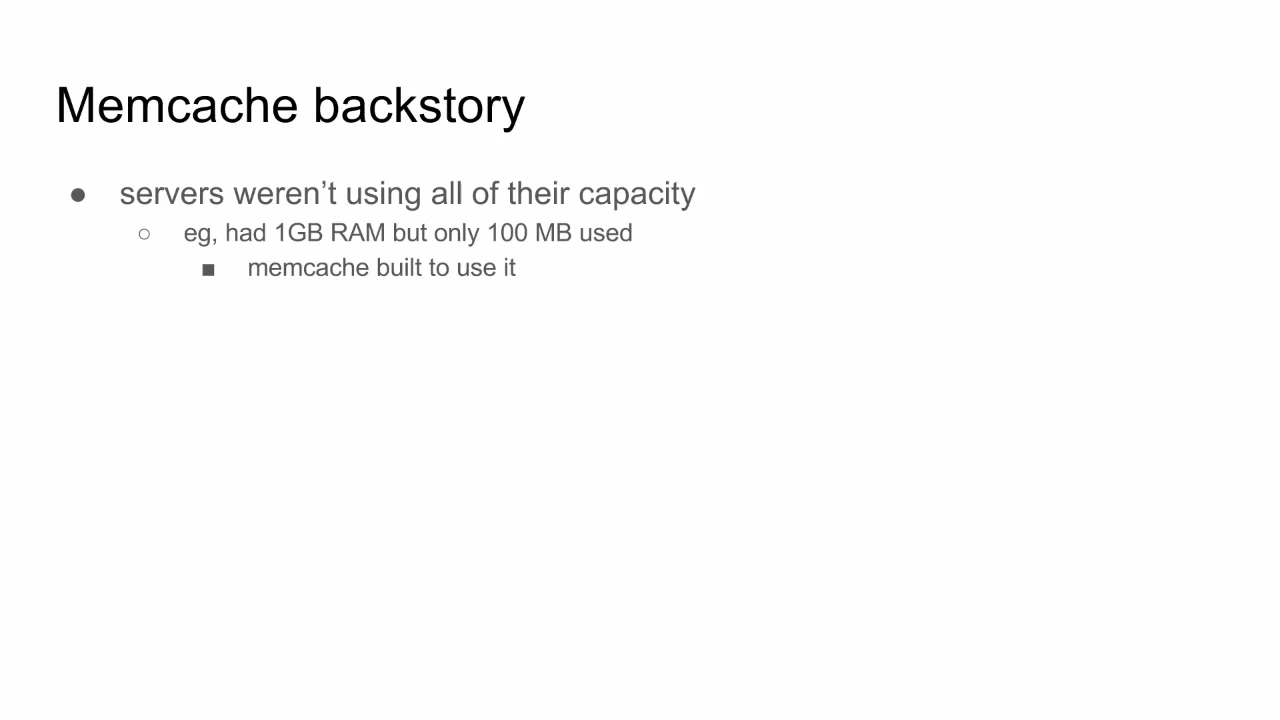 Memcache backstory
● servers weren’t using all of their capacity
○ eg, had 1GB RAM but only 100 MB used
■ memcache built to use it